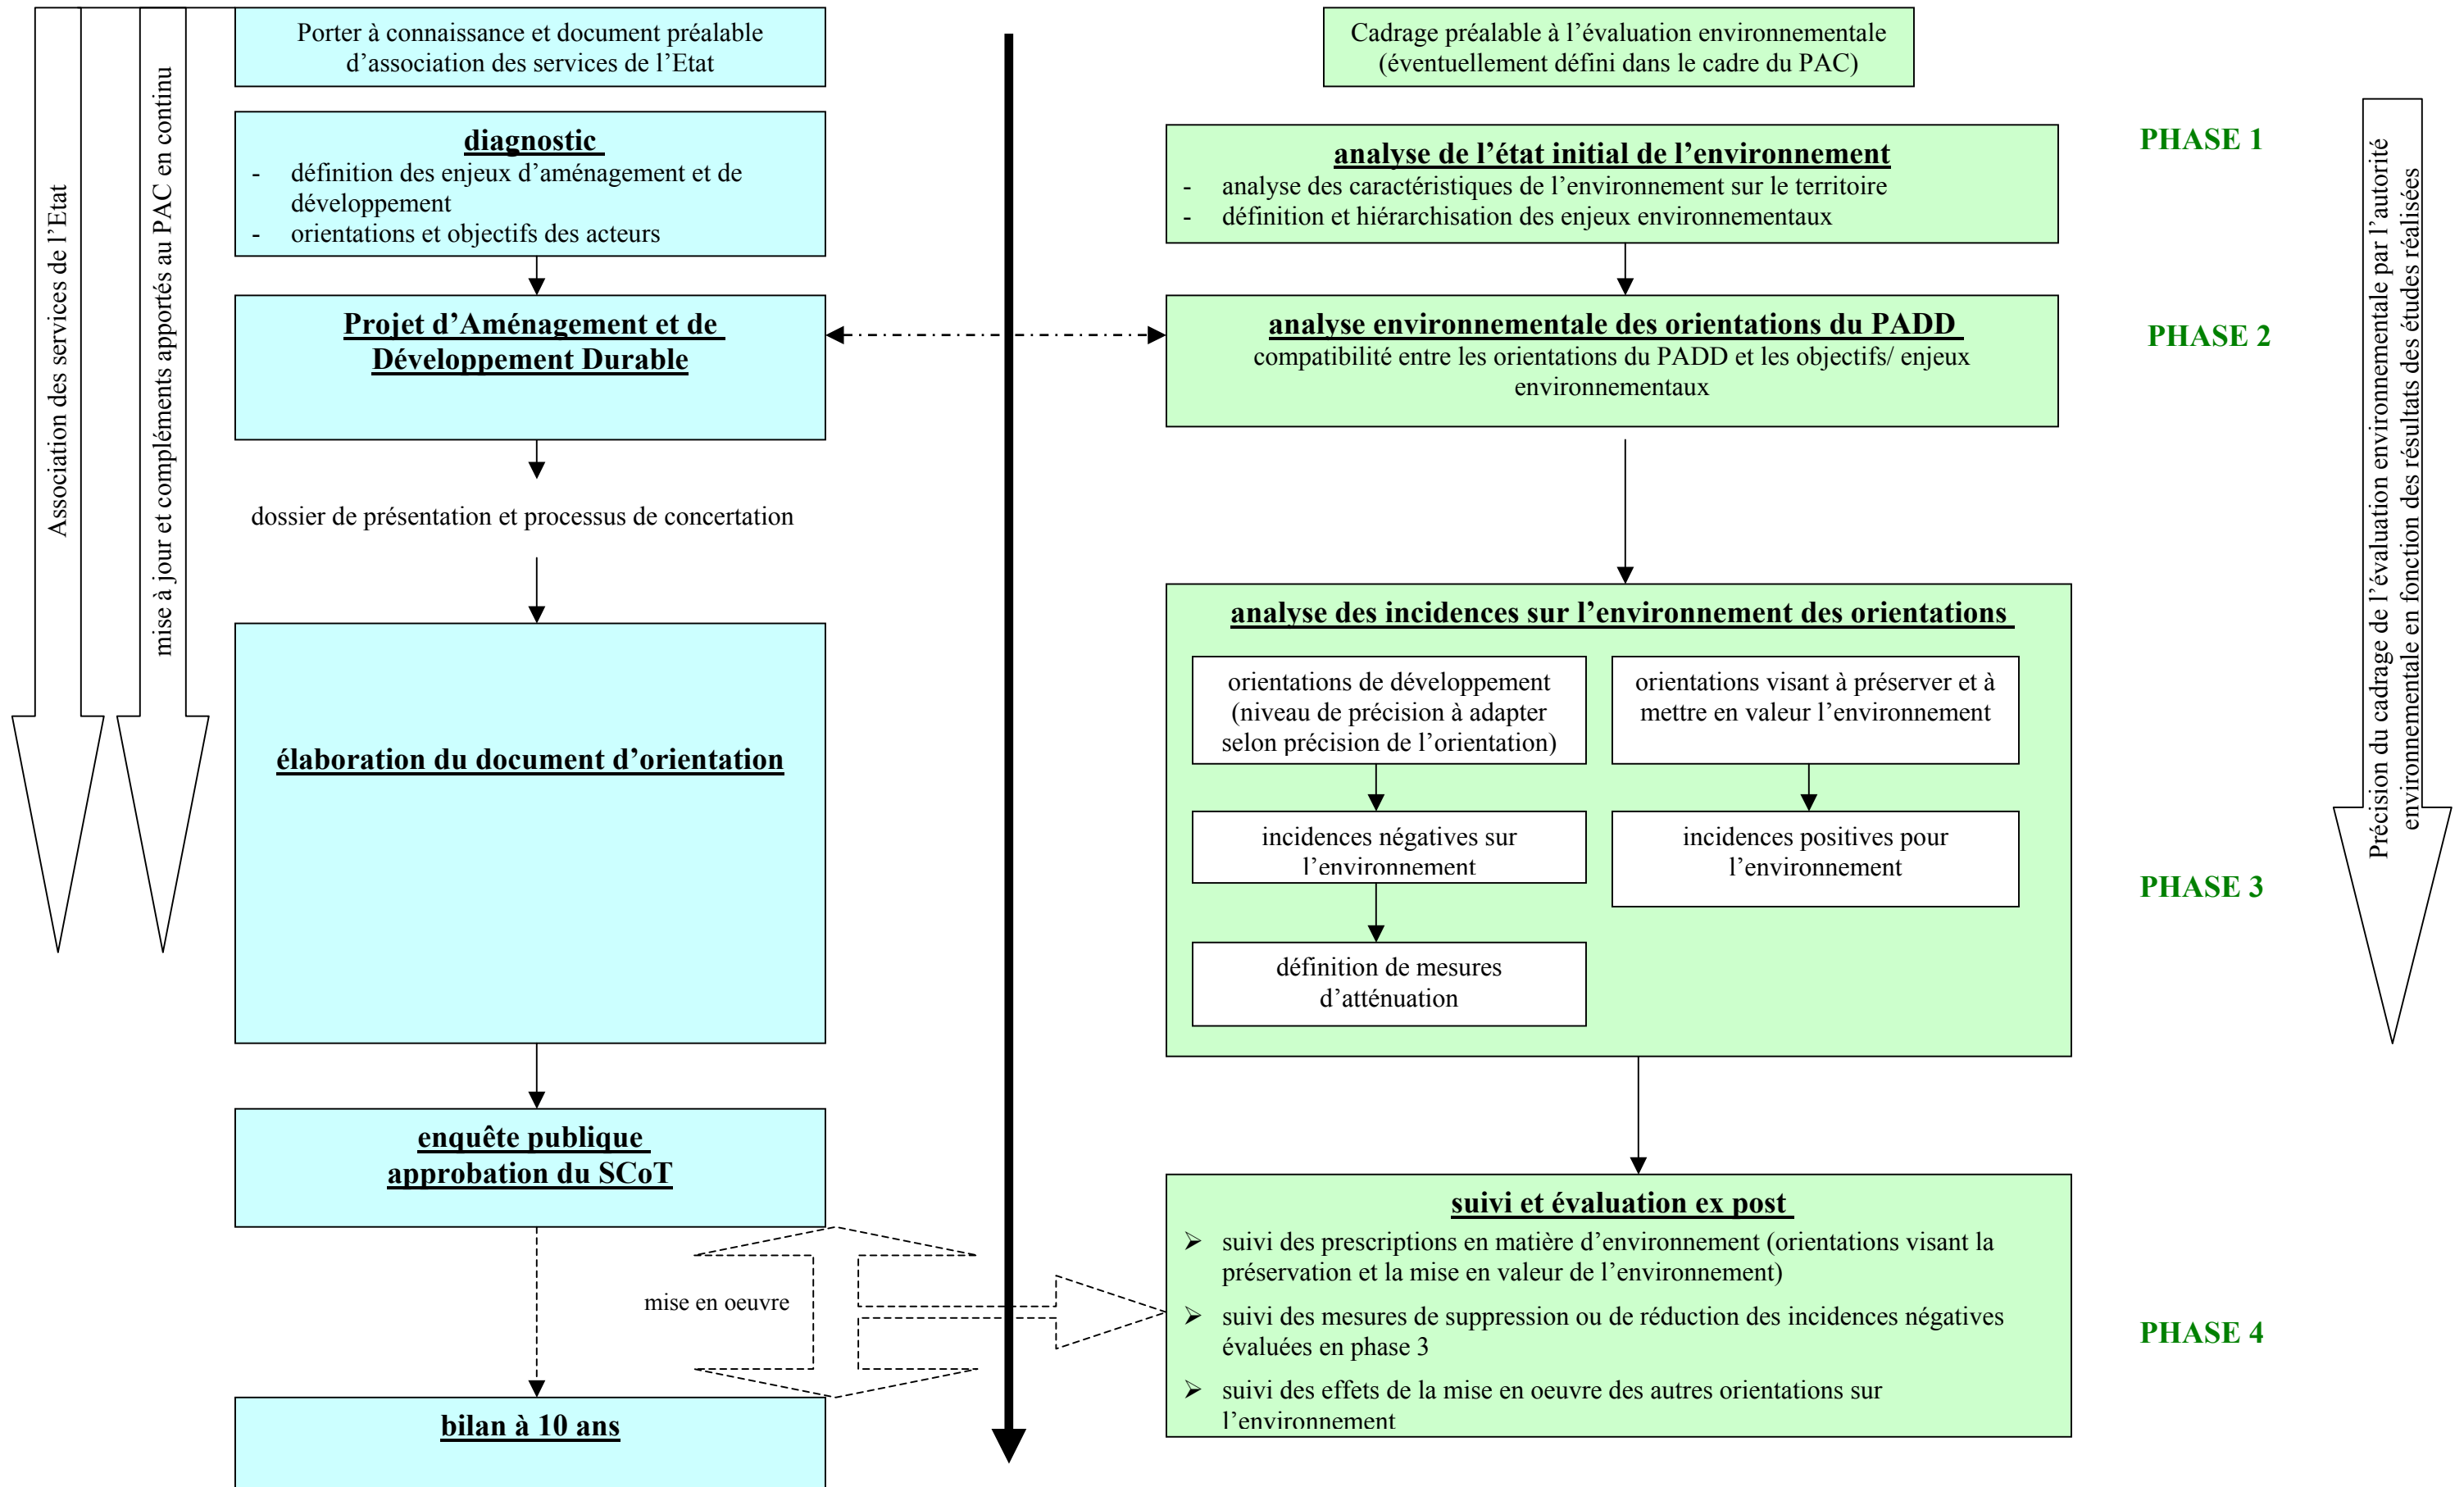 Porter à connaissance et document préalable
d’association des services de l’Etat
Cadrage préalable à l’évaluation environnementale
(éventuellement défini dans le cadre du PAC)
Association des services de l’Etat
mise à jour et compléments apportés au PAC en continu
diagnostic
- définition des enjeux d’aménagement et de
développement
- orientations et objectifs des acteurs
analyse de l’état initial de l’environnement
- analyse des caractéristiques de l’environnement sur le territoire
- définition et hiérarchisation des enjeux environnementaux
PHASE 1
Précision du cadrage de l’évaluation environnementale par l’autorité
environnementale en fonction des résultats des études réalisées
Projet d’Aménagement et de
Développement Durable
analyse environnementale des orientations du PADD
compatibilité entre les orientations du PADD et les objectifs/ enjeux
environnementaux
PHASE 2
dossier de présentation et processus de concertation
élaboration du document d’orientation
analyse des incidences sur l’environnement des orientations
orientations de développement
(niveau de précision à adapter
selon précision de l’orientation)
orientations visant à préserver et à
mettre en valeur l’environnement
incidences négatives sur
l’environnement
incidences positives pour
l’environnement
définition de mesures
d’atténuation
PHASE 3
enquête publique
approbation du SCoT
mise en oeuvre
suivi et évaluation ex post
➢ suivi des prescriptions en matière d’environnement (orientations visant la
préservation et la mise en valeur de l’environnement)
➢ suivi des mesures de suppression ou de réduction des incidences négatives
évaluées en phase 3
➢ suivi des effets de la mise en oeuvre des autres orientations sur
l’environnement
PHASE 4
bilan à 10 ans